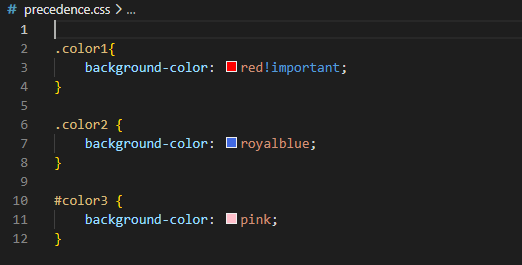 # precedence.css > ...
1
2 .color1{
3     background-color: red!important;
4 }
5
6 .color2 {
7     background-color: royalblue;
8 }
9
10 #color3 {
11     background-color: pink;
12 }